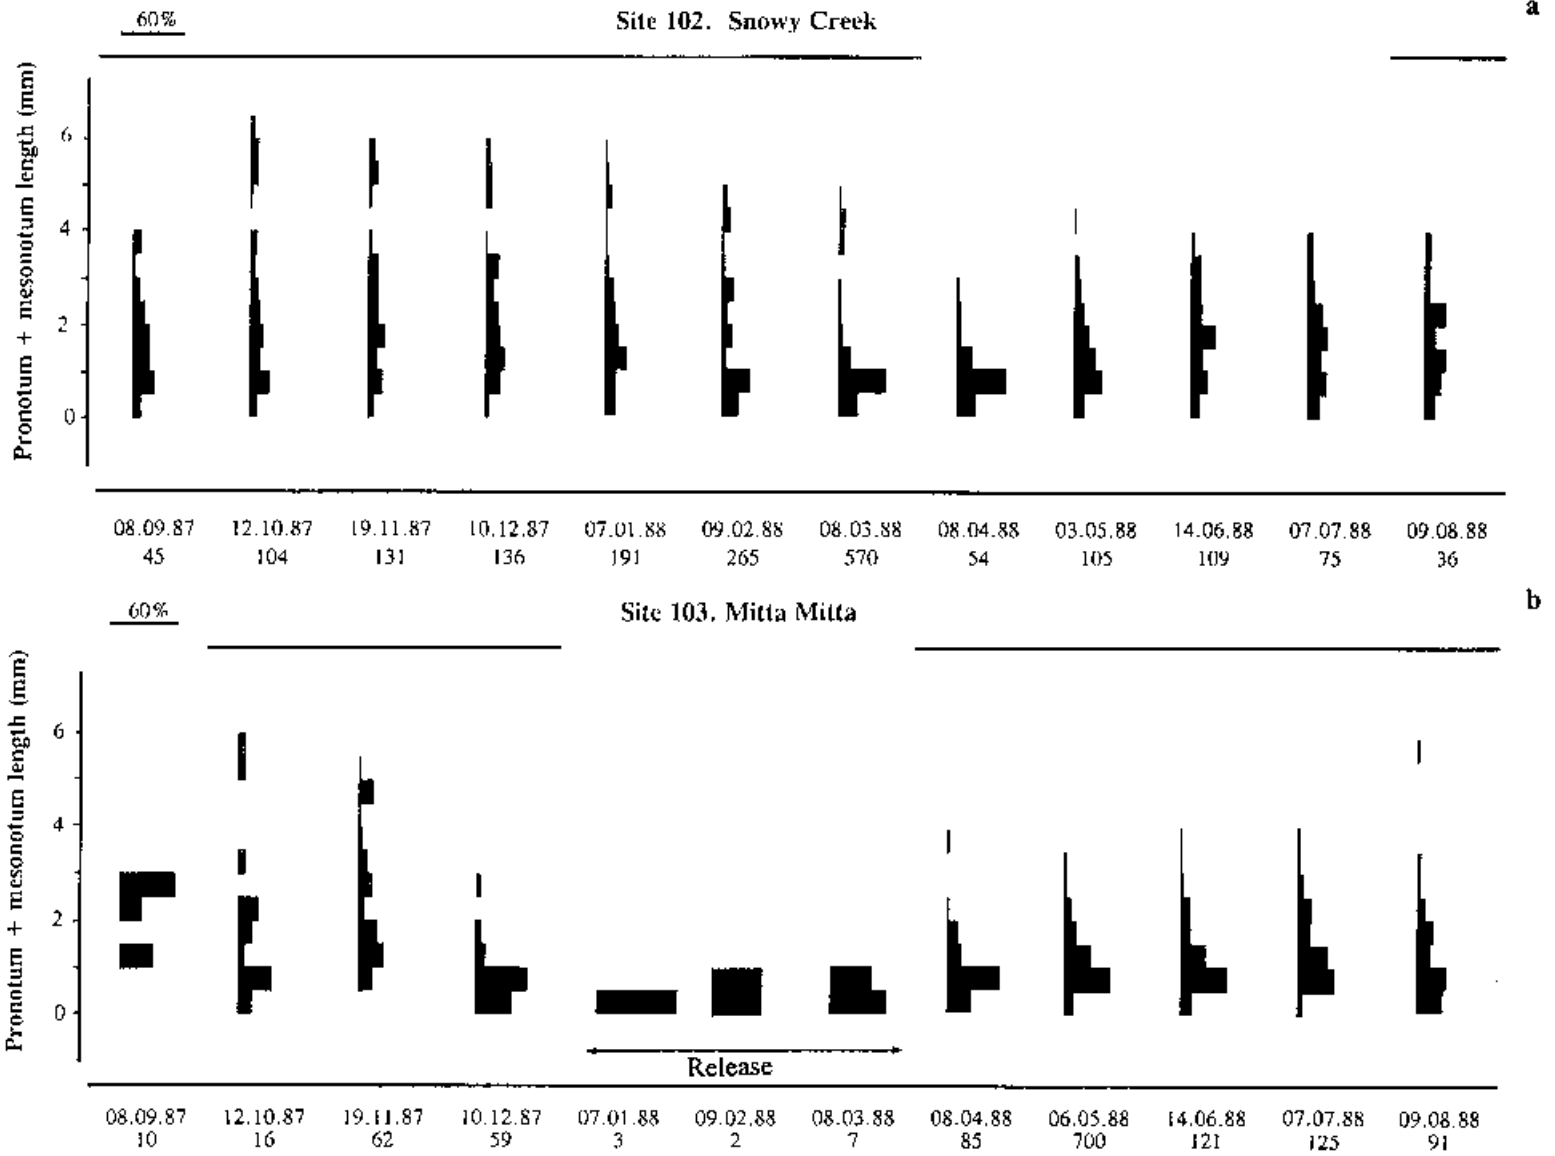 a
60%
Site 102. Snowy Creek
Pronotum + mesonotum length (mm)
6
4
2
0
08.09.87 12.10.87 19.11.87 10.12.87 07.01.88 09.02.88 08.03.88 08.04.88 03.05.88 14.06.88 07.07.88 09.08.88
45 104 131 136 191 265 570 54 105 109 75 36
b
60%
Site 103. Mitta Mitta
Pronotum + mesonotum length (mm)
6
4
2
0
Release
08.09.87 12.10.87 19.11.87 10.12.87 07.01.88 09.02.88 08.03.88 08.04.88 06.05.88 14.06.88 07.07.88 09.08.88
10 16 62 59 3 2 7 85 700 121 125 91